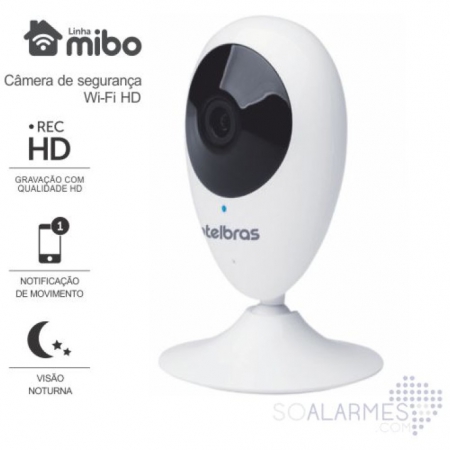 Linha
mibo
Câmera de segurança
Wi-Fi HD
• REC
HD
GRAVAÇÃO COM
QUALIDADE HD
1
NOTIFICAÇÃO
DE MOVIMENTO
VISÃO
NOTURNA
ntelbras
SOALARMES
.COM